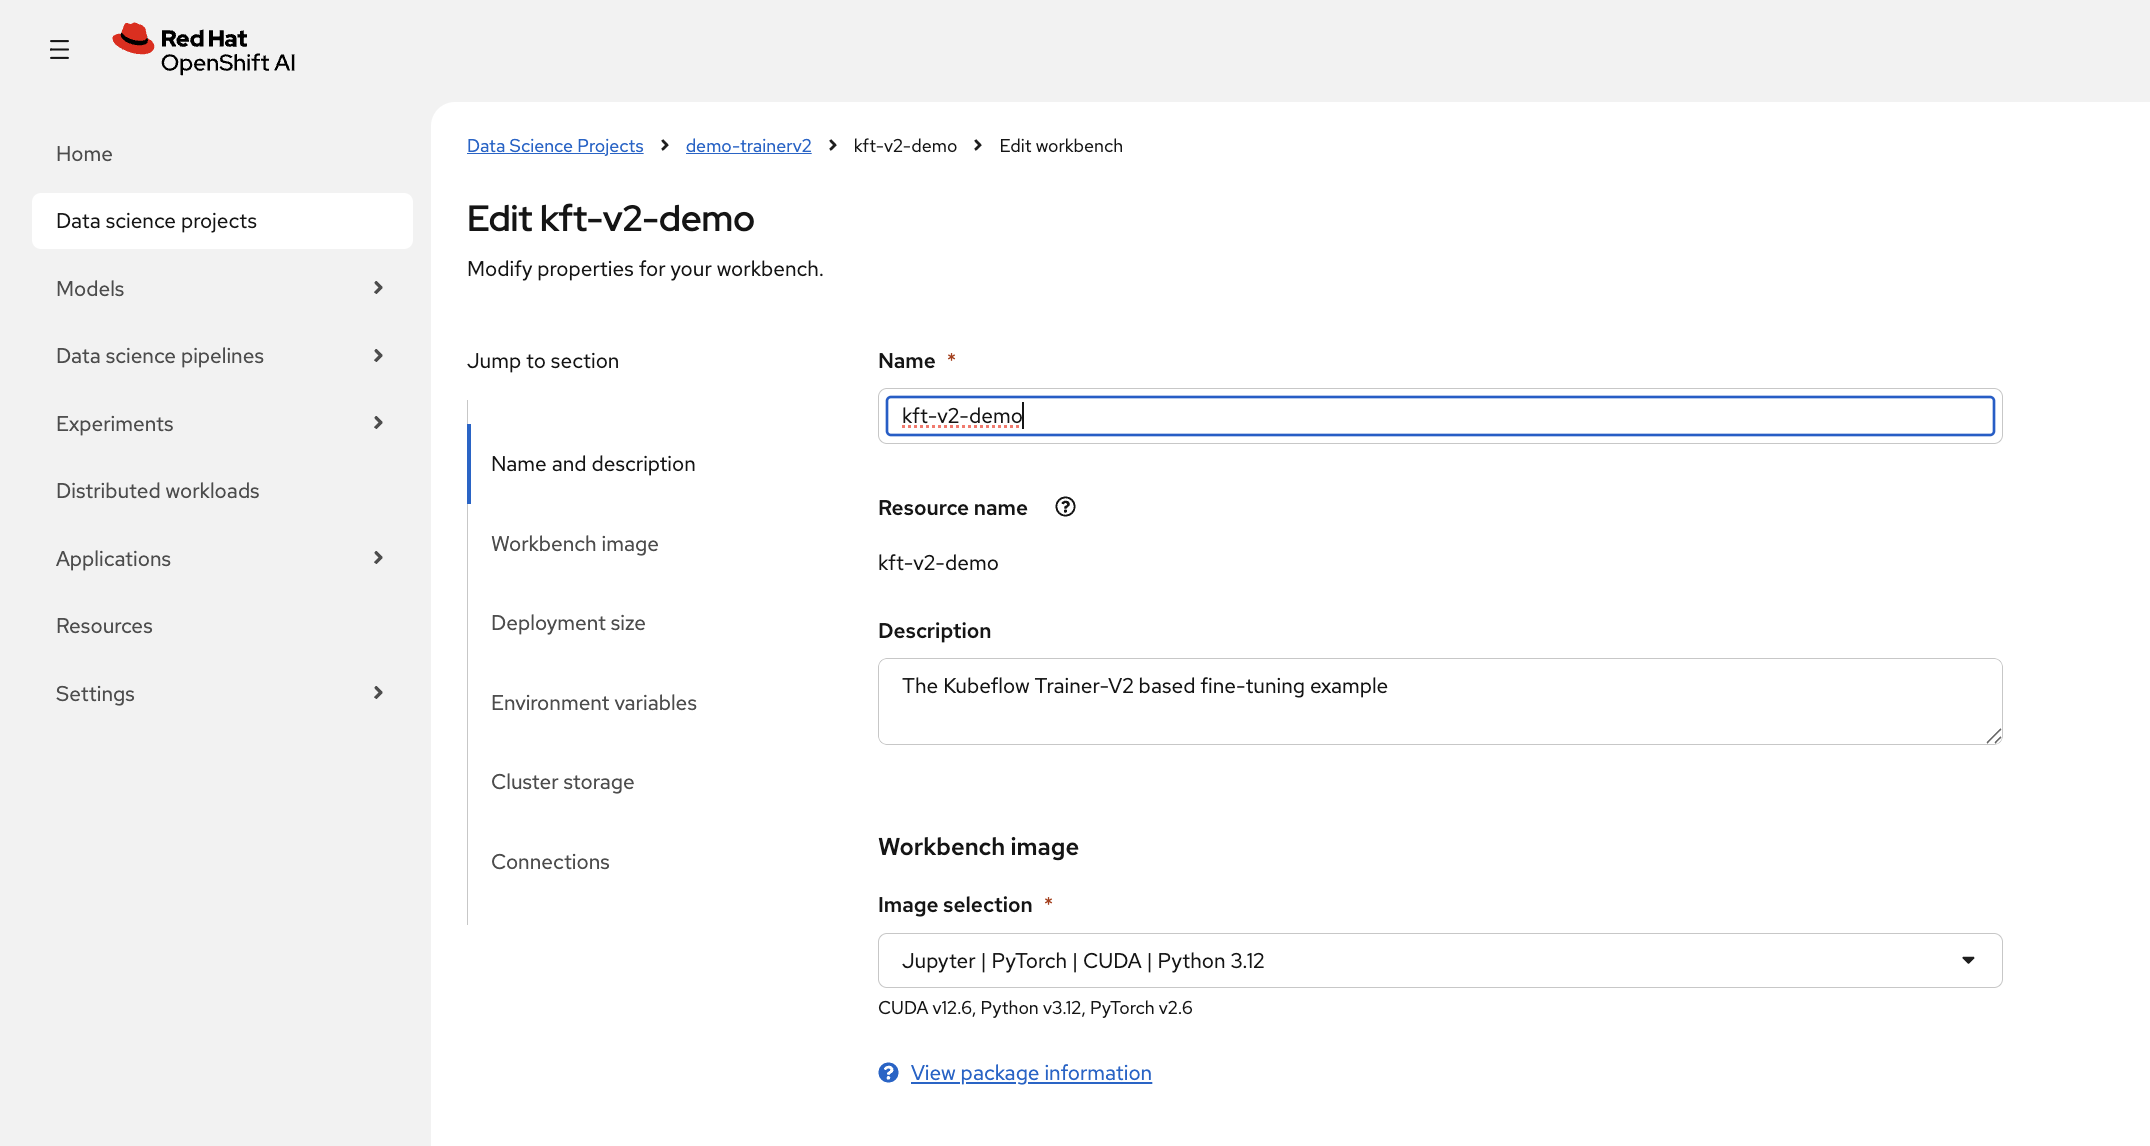 Red Hat
OpenShift AI
Home
Data science projects
Models
Data science pipelines
Experiments
Distributed workloads
Applications
Resources
Settings
Data Science Projects > demo-trainerv2 > kft-v2-demo > Edit workbench
Edit kft-v2-demo
Modify properties for your workbench.
Jump to section
Name and description
Workbench image
Deployment size
Environment variables
Cluster storage
Connections
Name *
kft-v2-demo
Resource name
kft-v2-demo
Description
The Kubeflow Trainer-V2 based fine-tuning example
Workbench image
Image selection *
Jupyter | PyTorch | CUDA | Python 3.12
CUDA v12.6, Python v3.12, PyTorch v2.6
View package information